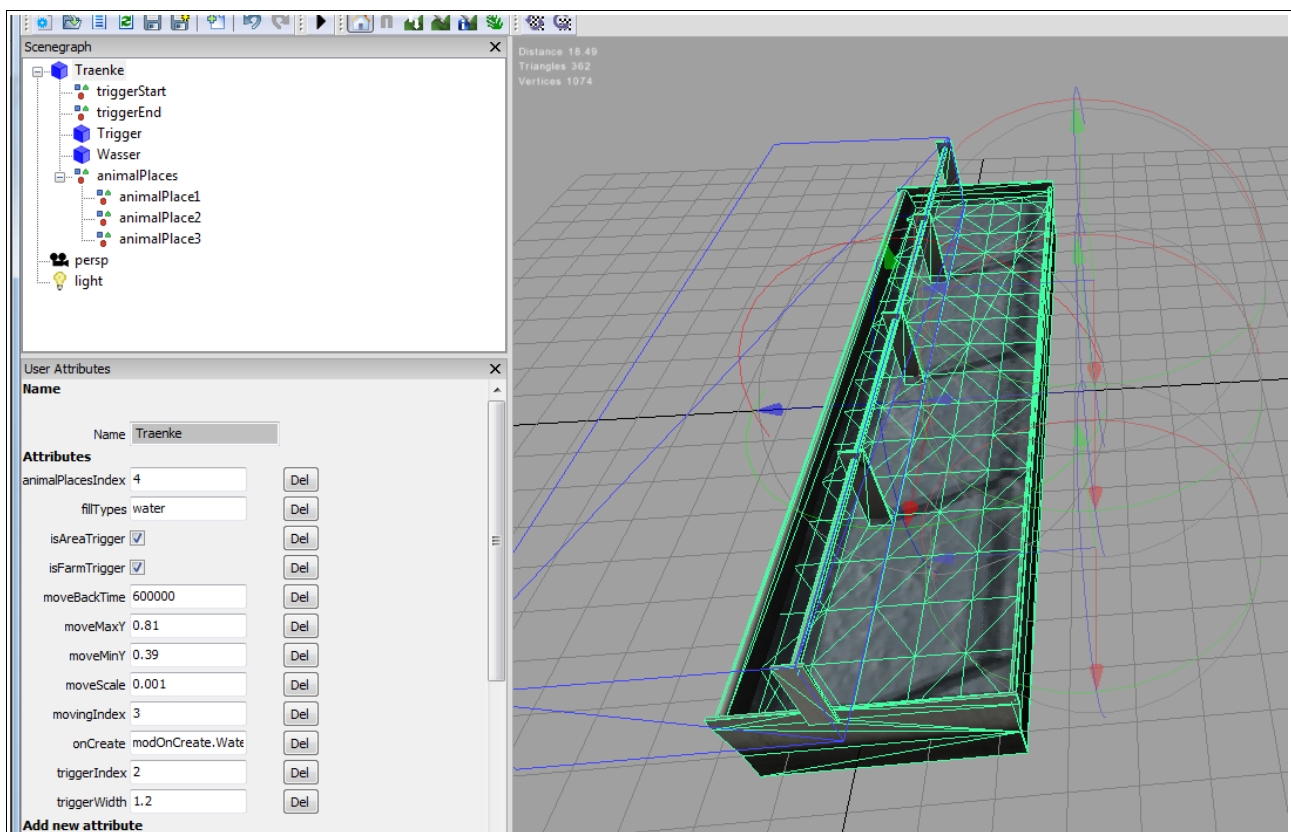 Scenegraph
Distance 18.49
Triangles 362
Vertices 1074
Traenke
triggerStart
triggerEnd
Trigger
Wasser
animalPlaces
animalPlace1
animalPlace2
animalPlace3
persp
light
User Attributes
Name
Name Traenke
Attributes
animalPlacesIndex 4 Del
fillTypes water Del
isAreaTrigger Del
isFarmTrigger Del
moveBackTime 600000 Del
moveMaxY 0.81 Del
moveMinY 0.39 Del
moveScale 0.001 Del
movingIndex 3 Del
onCreate modOnCreate.Wate Del
triggerIndex 2 Del
triggerWidth 1.2 Del
Add new attribute